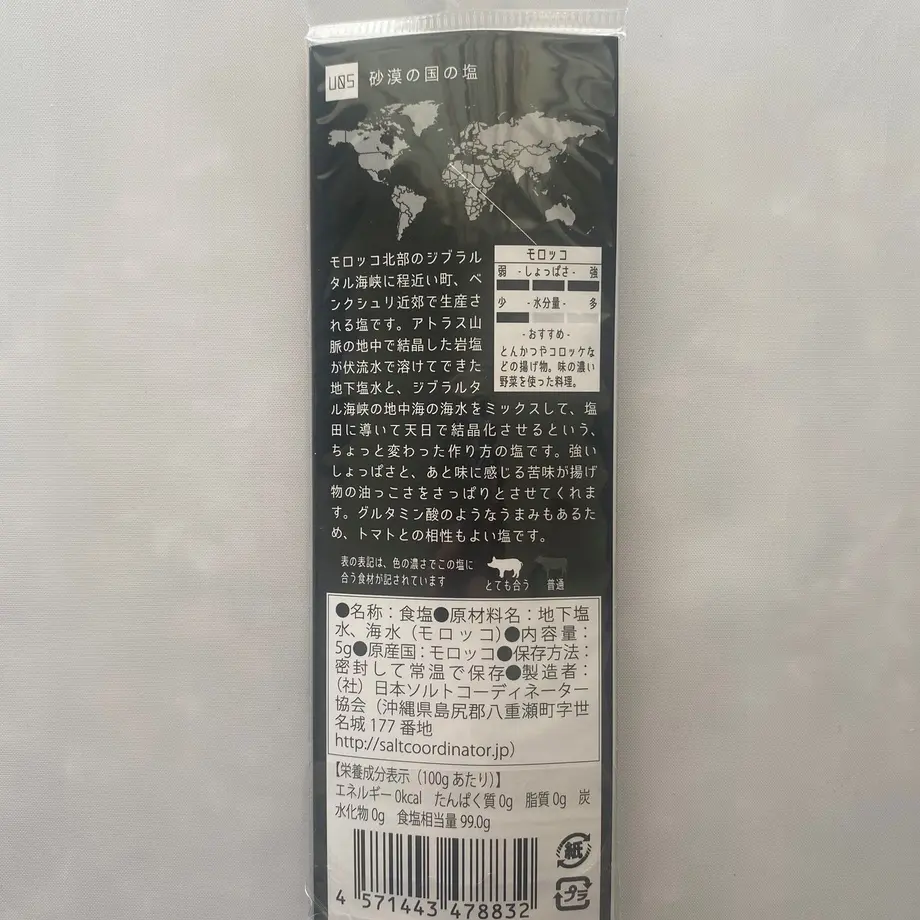 UØS 砂漠の国の塩
モロッコ
弱 - しょっぱさ - 強
少 - 水分量 - 多
- おすすめ -
とんかつやコロッケな
どの揚げ物。味の濃い
野菜を使った料理。
モロッコ北部のジブラル
タル海峡に程近い町、ベ
ンクシュリ近郊で生産さ
れる塩です。アトラス山
脈の地中で結晶した岩塩
が伏流水で溶けてできた
地下塩水と、ジブラルタ
ル海峡の地中海の海水をミックスして、塩
田に導いて天日で結晶化させるという、
ちょっと変わった作り方の塩です。強い
しょっぱさと、あと味に感じる苦味が揚げ
物の油っこさをさっぱりとさせてくれま
す。グルタミン酸のようなうまみもあるた
め、トマトとの相性もよい塩です。
表の表記は、色の濃さでこの塩に
合う食材が記されています
とても合う 普通
●名称：食塩●原材料名：地下塩
水、海水（モロッコ）●内容量：
5g●原産国：モロッコ●保存方法：
密封して常温で保存●製造者：
（社）日本ソルトコーディネーター
協会（沖縄県島尻郡八重瀬町字世
名城 177 番地
http://saltcoordinator.jp）
【栄養成分表示（100g あたり）】
エネルギー 0kcal たんぱく質 0g 脂質 0g 炭
水化物 0g 食塩相当量 99.0g
紙
プラ
4 571443 478832